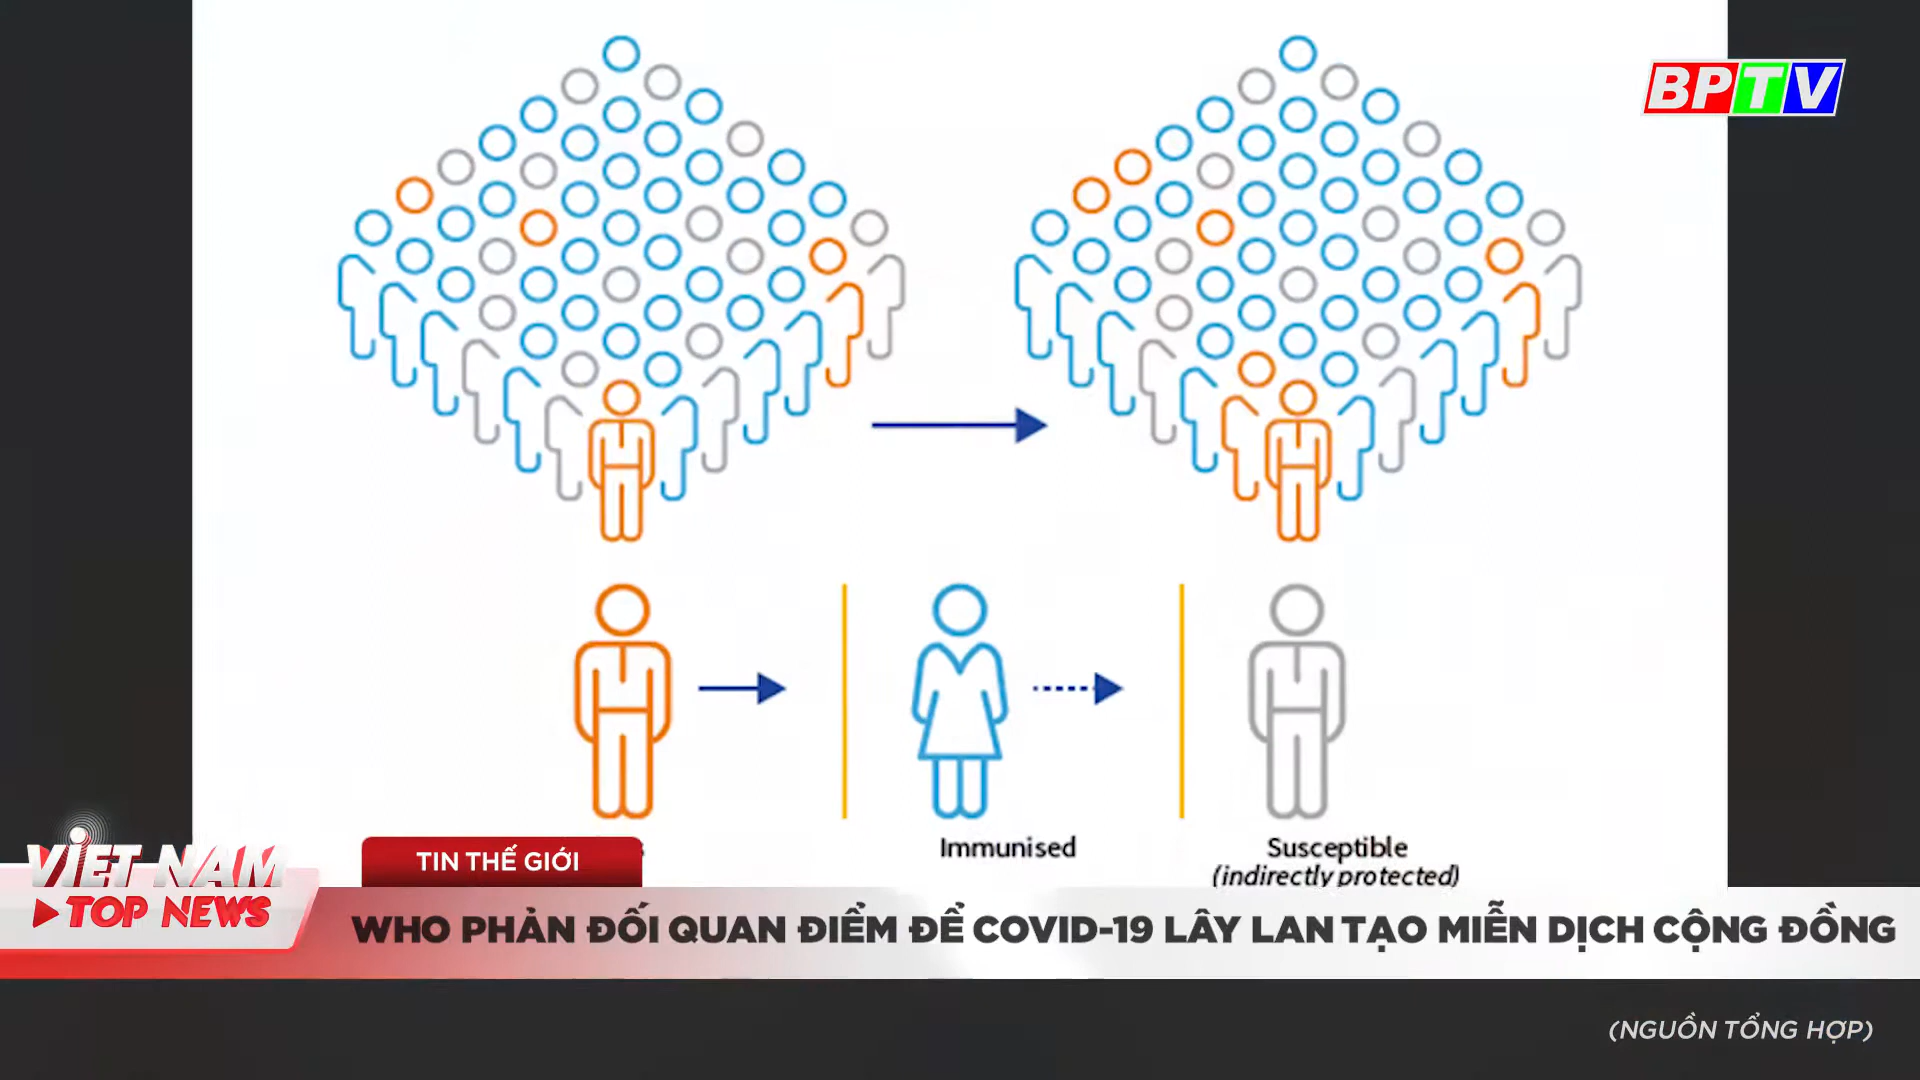 BPTV
Immunised
Susceptible
(indirectly protected)
TIN THẾ GIỚI
VIỆT NAM
TOP NEWS
WHO PHẢN ĐỐI QUAN ĐIỂM ĐỂ COVID-19 LÂY LAN TẠO MIỄN DỊCH CỘNG ĐỒNG
(NGUỒN TỔNG HỢP)